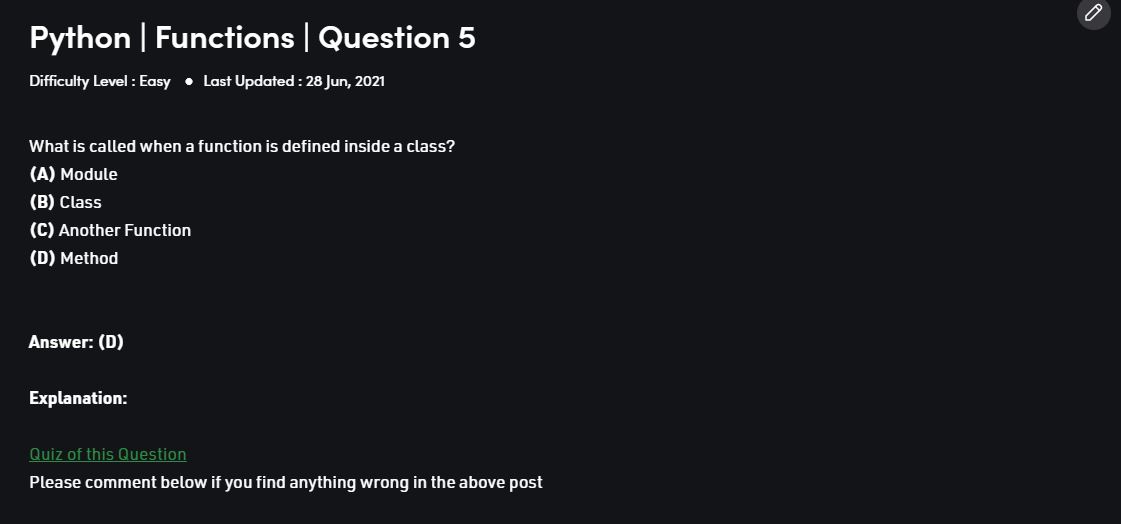 Python | Functions | Question 5
Difficulty Level : Easy ● Last Updated : 28 Jun, 2021
What is called when a function is defined inside a class?
(A) Module
(B) Class
(C) Another Function
(D) Method
Answer: (D)
Explanation:
Quiz of this Question
Please comment below if you find anything wrong in the above post